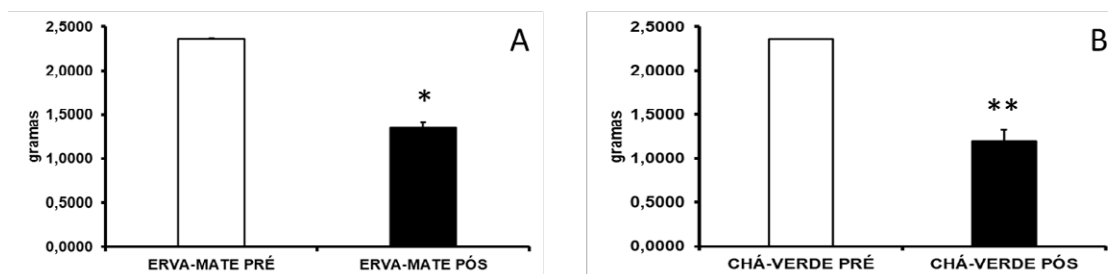 A
gramas
2,5000
2,0000
1,5000
1,0000
0,5000
0,0000
*
ERVA-MATE PRÉ
ERVA-MATE PÓS
B
gramas
2,5000
2,0000
1,5000
1,0000
0,5000
0,0000
**
CHÁ-VERDE PRÉ
CHÁ-VERDE PÓS